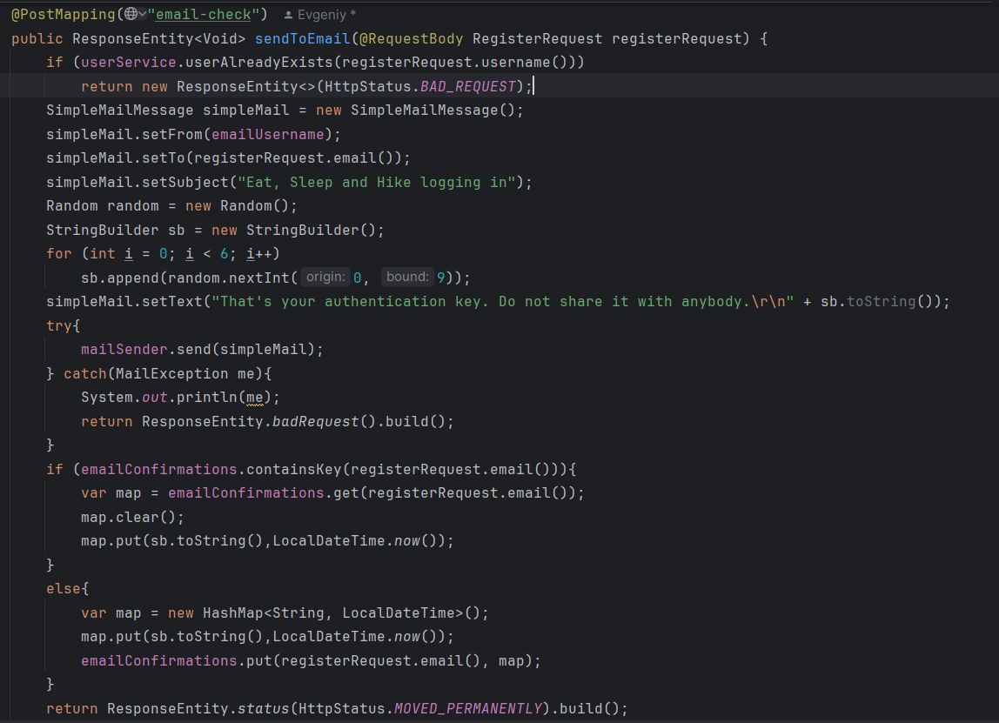 @PostMapping("email-check") Evgeniy *
public ResponseEntity<Void> sendToEmail(@RequestBody RegisterRequest registerRequest) {
    if (userService.userAlreadyExists(registerRequest.username()))
        return new ResponseEntity<>(HttpStatus.BAD_REQUEST);
    SimpleMailMessage simpleMail = new SimpleMailMessage();
    simpleMail.setFrom(emailUsername);
    simpleMail.setTo(registerRequest.email());
    simpleMail.setSubject("Eat, Sleep and Hike logging in");
    Random random = new Random();
    StringBuilder sb = new StringBuilder();
    for (int i = 0; i < 6; i++)
        sb.append(random.nextInt( origin: 0, bound: 9));
    simpleMail.setText("That's your authentication key. Do not share it with anybody.\r\n" + sb.toString());
    try{
        mailSender.send(simpleMail);
    } catch(MailException me){
        System.out.println(me);
        return ResponseEntity.badRequest().build();
    }
    if (emailConfirmations.containsKey(registerRequest.email())){
        var map = emailConfirmations.get(registerRequest.email());
        map.clear();
        map.put(sb.toString(),LocalDateTime.now());
    }
    else{
        var map = new HashMap<String, LocalDateTime>();
        map.put(sb.toString(),LocalDateTime.now());
        emailConfirmations.put(registerRequest.email(), map);
    }
    return ResponseEntity.status(HttpStatus.MOVED_PERMANENTLY).build();